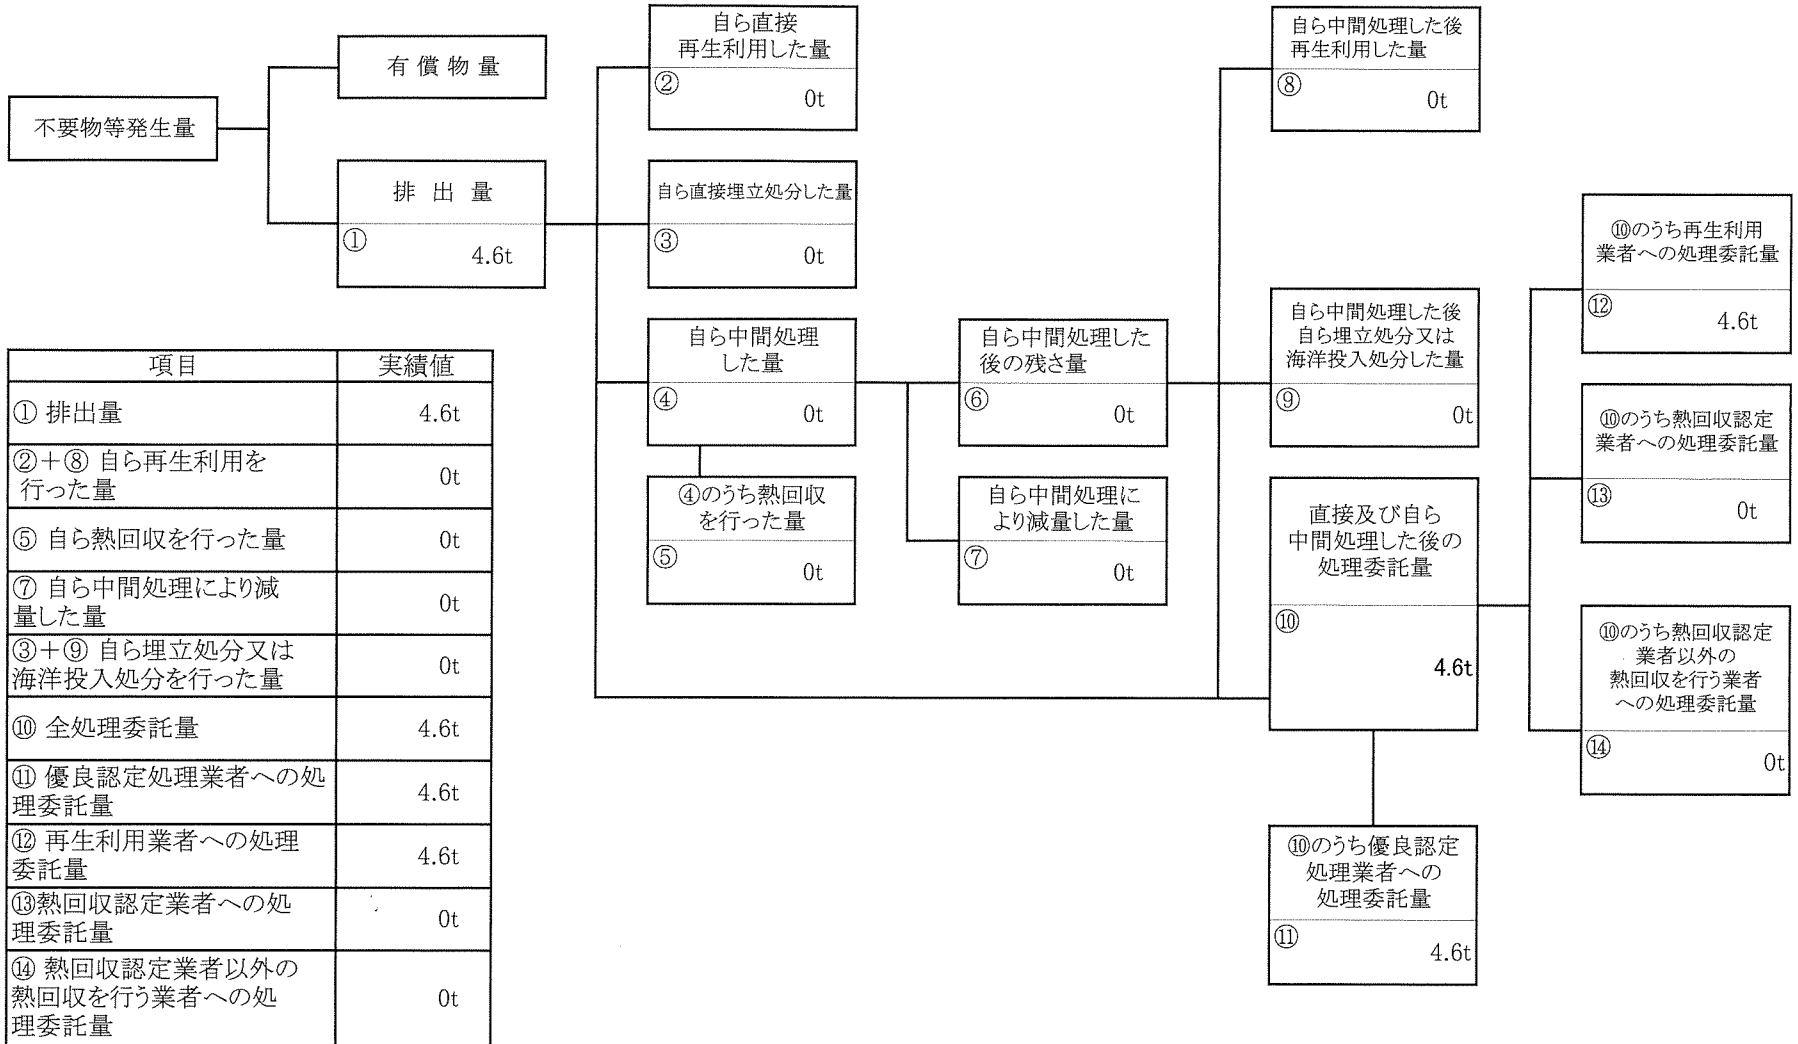 不要物等発生量
有償物量
排出量
①
4.6t
自ら直接
再生利用した量
②
0t
自ら直接埋立処分した量
③
0t
自ら中間処理
した量
④
0t
④のうち熱回収
を行った量
⑤
0t
自ら中間処理した
後の残さ量
⑥
0t
自ら中間処理に
より減量した量
⑦
0t
自ら中間処理した後
再生利用した量
⑧
0t
自ら中間処理した後
自ら埋立処分又は
海洋投入処分した量
⑨
0t
直接及び自ら
中間処理した後の
処理委託量
⑩
4.6t
⑩のうち優良認定
処理業者への
処理委託量
⑪
4.6t
⑩のうち再生利用
業者への処理委託量
⑫
4.6t
⑩のうち熱回収認定
業者への処理委託量
⑬
0t
⑩のうち熱回収認定
業者以外の
熱回収を行う業者
への処理委託量
⑭
0t
項目 実績値
① 排出量 4.6t
②+⑧ 自ら再生利用を
行った量 0t
⑤ 自ら熱回収を行った量 0t
⑦ 自ら中間処理により減
量した量 0t
③+⑨ 自ら埋立処分又は
海洋投入処分を行った量 0t
⑩ 全処理委託量 4.6t
⑪ 優良認定処理業者への処
理委託量 4.6t
⑫ 再生利用業者への処理
委託量 4.6t
⑬熱回収認定業者への処
理委託量 0t
⑭ 熱回収認定業者以外の
熱回収を行う業者への処
理委託量 0t